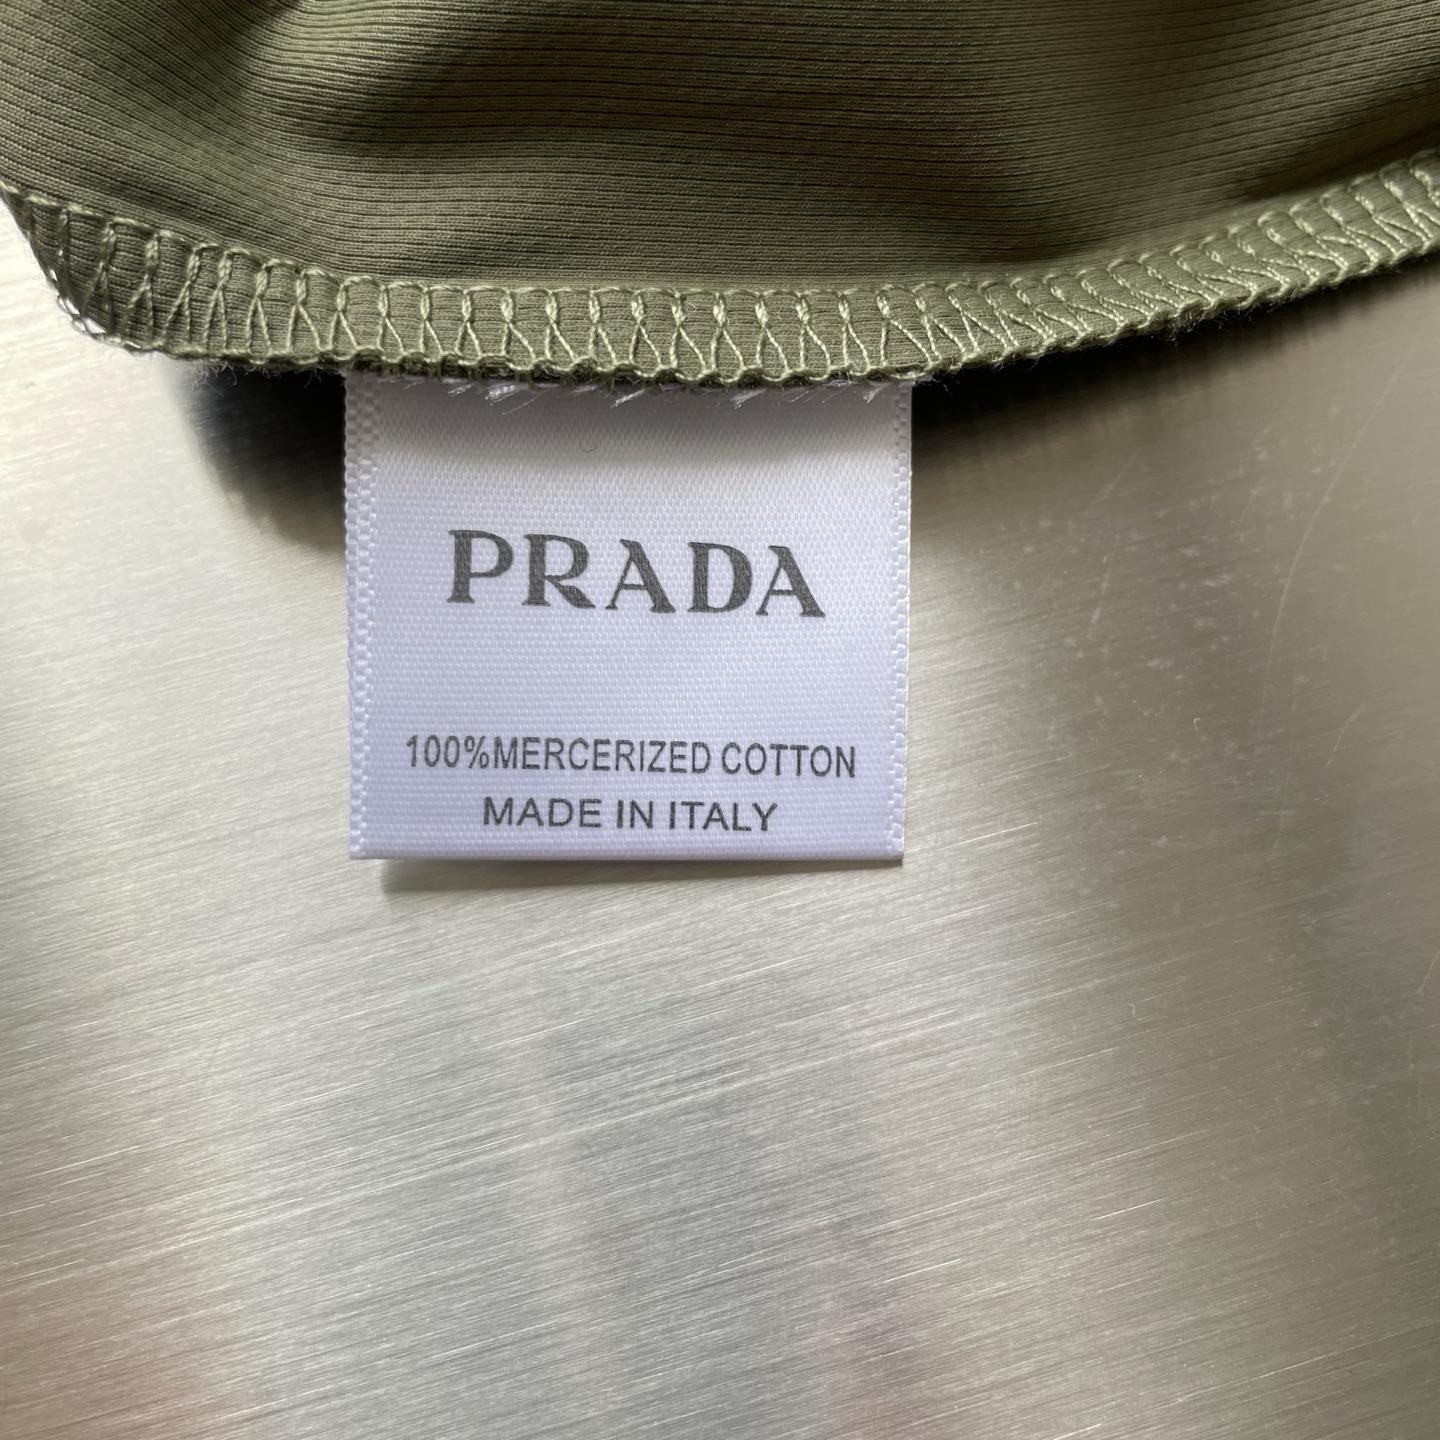 PRADA
100%MERCERIZED COTTON
MADE IN ITALY